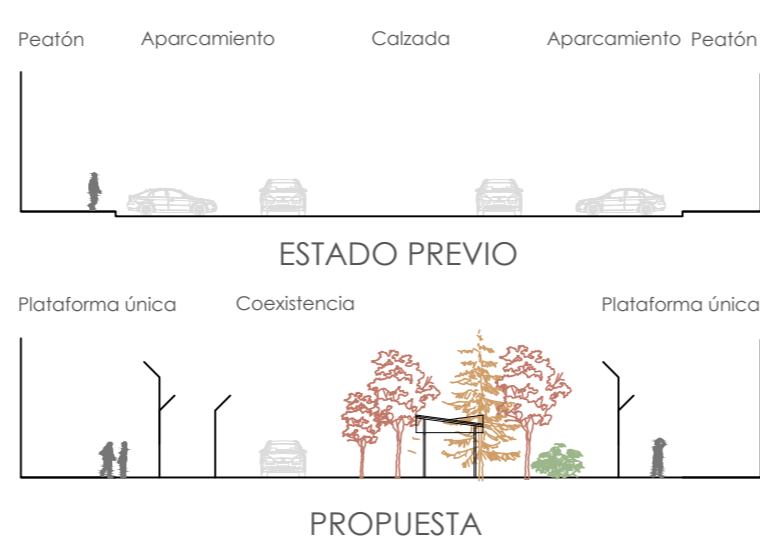 Peatón Aparcamiento Calzada Aparcamiento Peatón
ESTADO PREVIO
Plataforma única Coexistencia Plataforma única
PROPUESTA